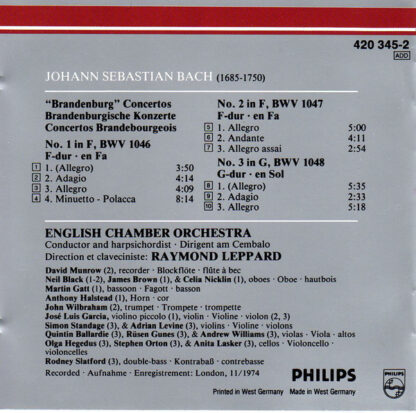 420 345-2
ADD
JOHANN SEBASTIAN BACH (1685-1750)
“Brandenburg” Concertos
Brandenburgische Konzerte
Concertos Brandebourgeois
No. 1 in F, BWV 1046
F-dur · en Fa
1 1. (Allegro) 3:50
2 2. Adagio 4:14
3 3. Allegro 4:09
4 4. Minuetto - Polacca 8:14
No. 2 in F, BWV 1047
F-dur · en Fa
5 1. Allegro 5:00
6 2. Andante 4:11
7 3. Allegro assai 2:54
No. 3 in G, BWV 1048
G-dur · en Sol
8 1. (Allegro) 5:35
9 2. Adagio 2:33
10 3. Allegro 5:18
ENGLISH CHAMBER ORCHESTRA
Conductor and harpsichordist · Dirigent am Cembalo
Direction et claveciniste: RAYMOND LEPPARD
David Munrow (2), recorder · Blockflöte · flûte à bec
Neil Black (1-2), James Brown (1), & Celia Nicklin (1), oboes · Oboe · hautbois
Martin Gatt (1), bassoon · Fagott · basson
Anthony Halstead (1), Horn · cor
John Wilbraham (2), trumpet · Trompete · trompette
José Luis Garcia, violino piccolo (1), violin · Violine · violon (2, 3)
Simon Standage (3), & Adrian Levine (3), violins · Violine · violons
Quintin Ballardie (3), Rüsen Gunes (3), & Andrew Williams (3), violas · Viola · altos
Olga Hegedus (3), Stephen Orton (3), & Anita Lasker (3), cellos · Violoncello ·
violoncelles
Rodney Slatford (3), double-bass · Kontrabaß · contrebasse
Recorded · Aufnahme · Enregistrement: London, 11/1974
PHILIPS
Printed in West Germany Made in West Germany